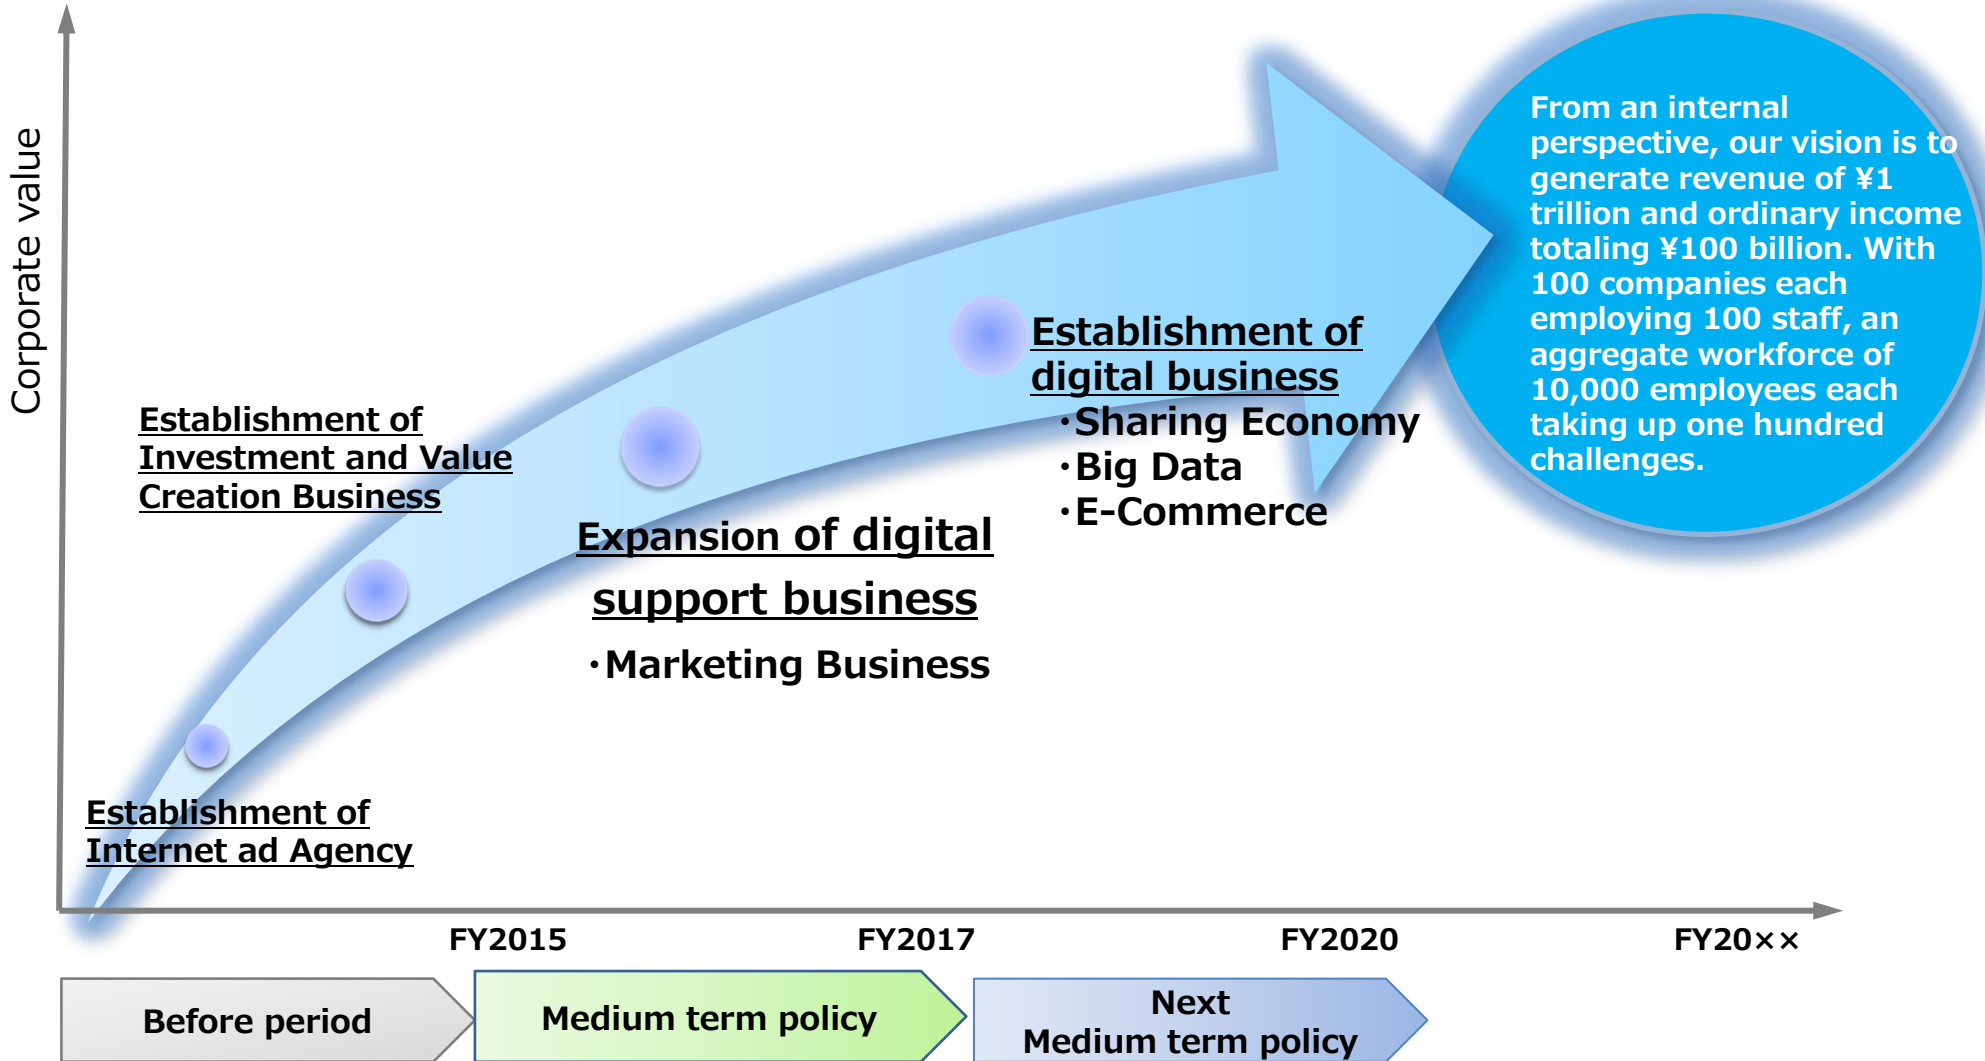 Corporate value
From an internal
perspective, our vision is to
generate revenue of ¥1
trillion and ordinary income
totaling ¥100 billion. With
100 companies each
employing 100 staff, an
aggregate workforce of
10,000 employees each
taking up one hundred
challenges.
Establishment of
digital business
・Sharing Economy
・Big Data
・E-Commerce
Establishment of
Investment and Value
Creation Business
Expansion of digital
support business
・Marketing Business
Establishment of
Internet ad Agency
FY2015 FY2017 FY2020 FY20××
Before period
Medium term policy
Next
Medium term policy